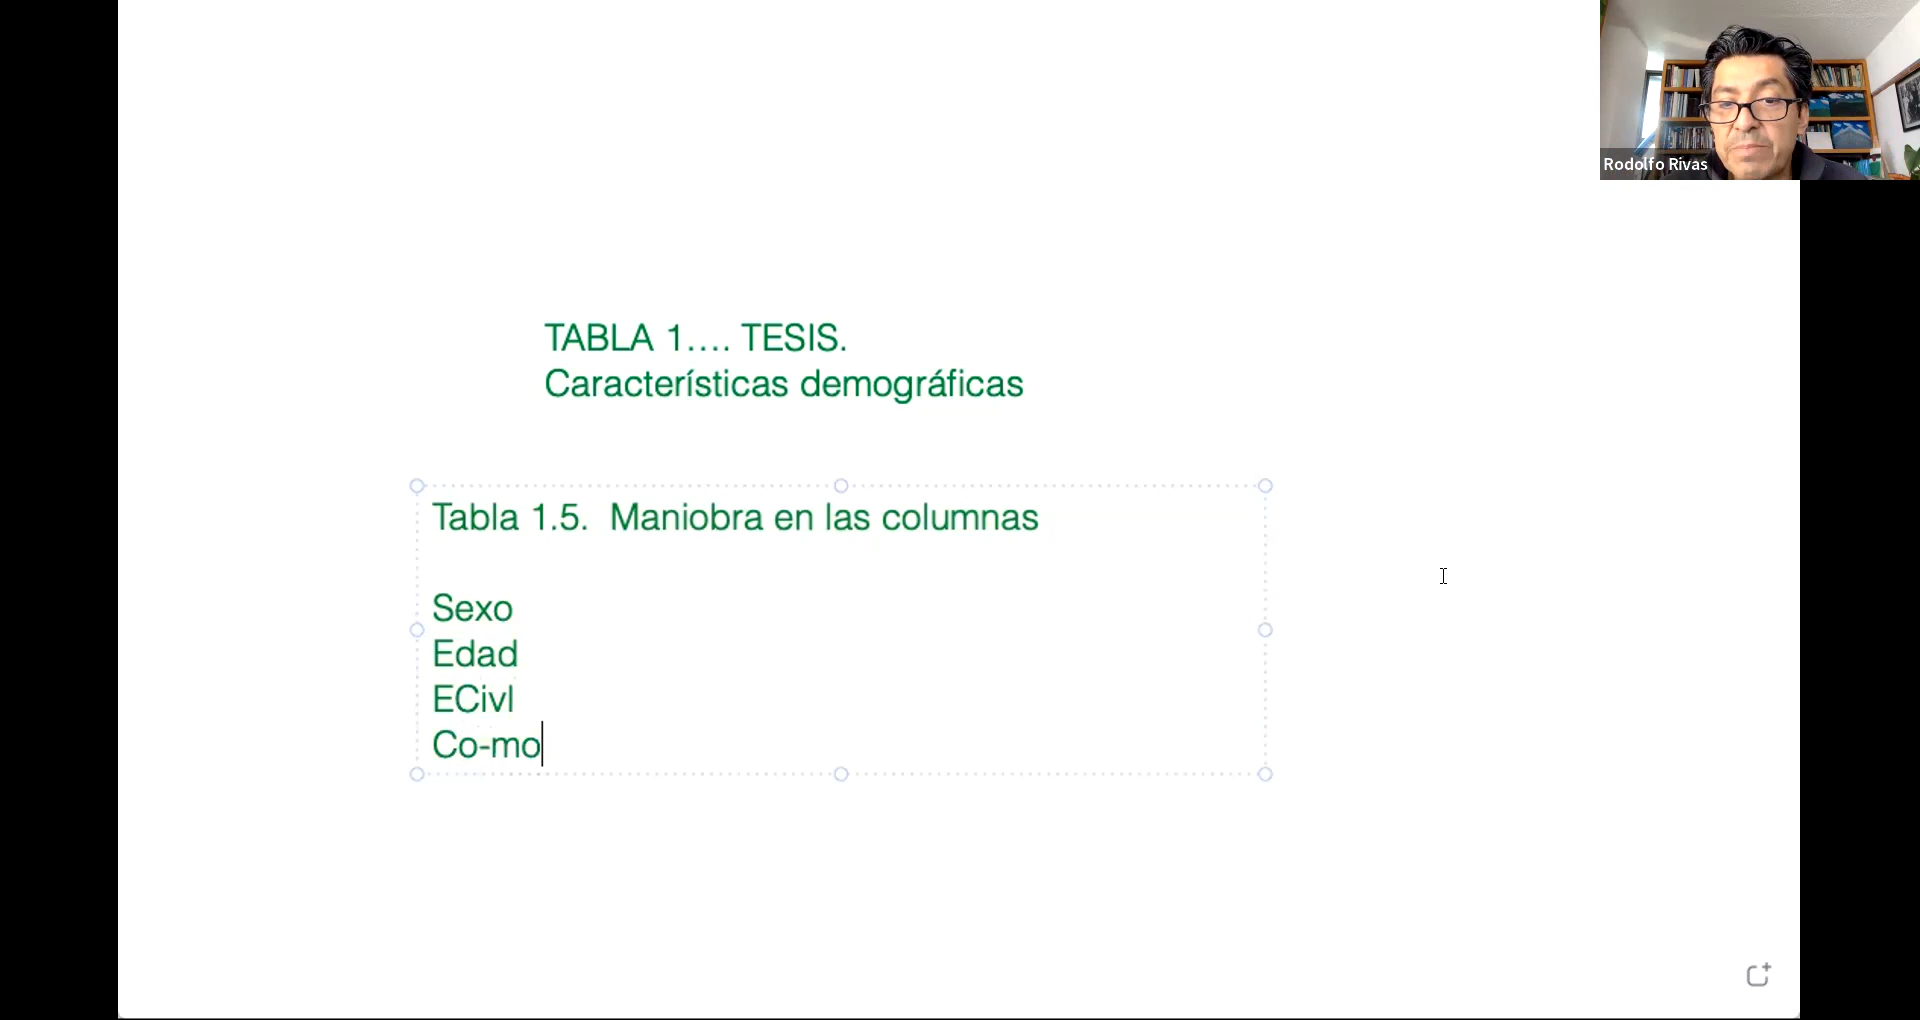 Rodolfo Rivas
TABLA 1.... TESIS.
Características demográficas
Tabla 1.5.  Maniobra en las columnas
Sexo
Edad
ECivl
Co-mo